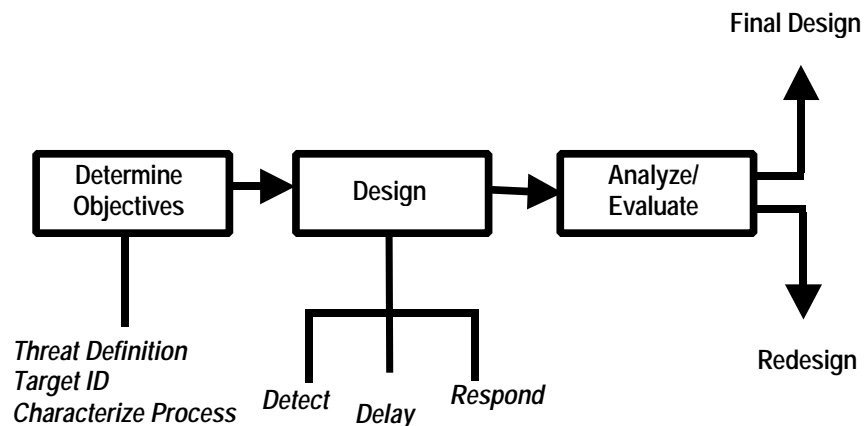 Final Design
Determine
Objectives
Design
Analyze/
Evaluate
Threat Definition
Target ID
Characterize Process
Detect
Delay
Respond
Redesign